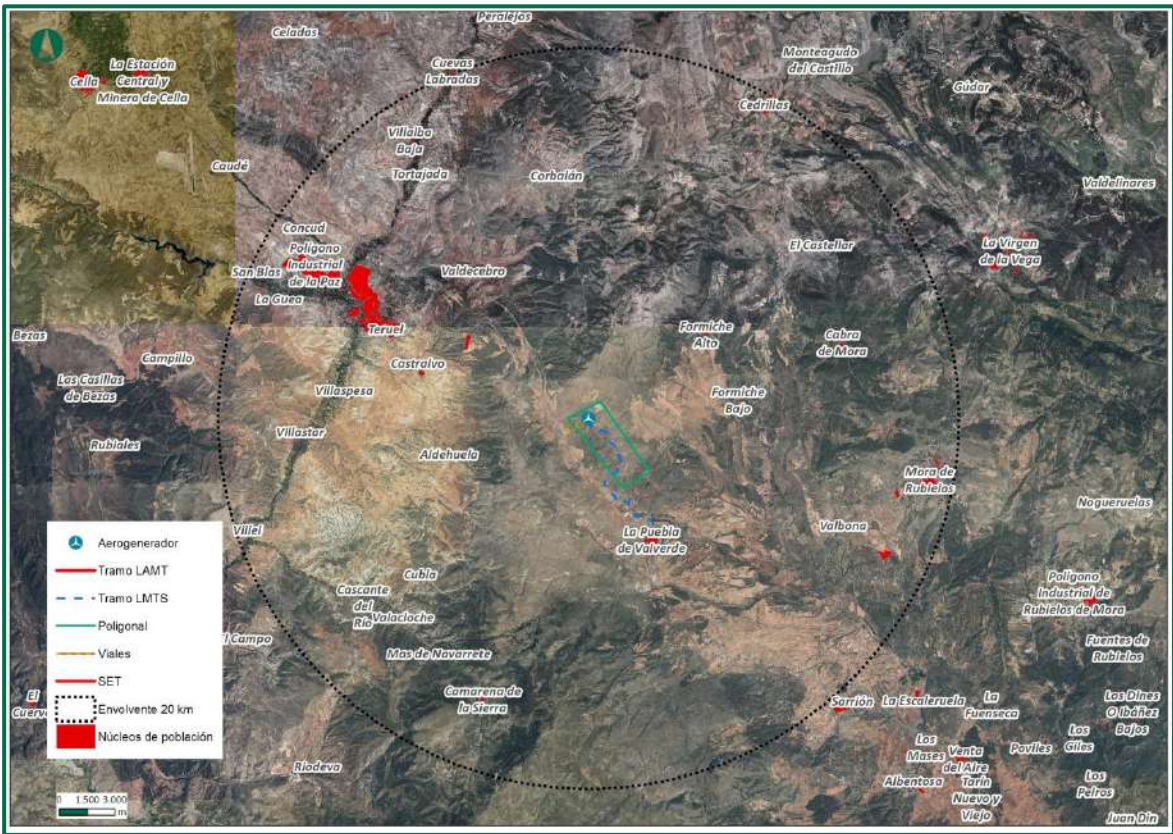 Peralejos
Celadas
La Estación
Central y
Minera de Cella
Cella
Cuevas
Labradas
Monteagudo
del Castillo
Gúdar
Cedrillas
Villalba
Baja
Caudé
Tortajada
Corbalán
Valdelinares
Concud
Polígono
Industrial
de la Paz
El Castellar
La Virgen
de la Vega
San Blas
Valdecebro
La Guea
Teruel
Bezas
Formiche
Alto
Cabra
de Mora
Campillo
Castralvo
Las Casillas
de Bezas
Villaspesa
Formiche
Bajo
Rubiales
Villastar
Aldehuela
Mora de
Rubielos
Nogueruelas
Villel
La Puebla
de Valverde
Valbona
Cubla
Cascante
del
Río
Valacloche
Polígono
Industrial de
Rubielos de Mora
El Campo
Mas de Navarrete
Fuentes de
Rubielos
Camarena de
la Sierra
El
Cuervo
Sarrión
La Escaleruela
La
Fuenseca
Los Dines
O Ibáñez
Bajos
Los
Mases
Venta
del Aire
Poviles
Los
Giles
Riodeva
Albentosa
Tarín
Nuevo y
Viejo
Los
Peiros
Juan Din
Aerogenerador
Tramo LAMT
Tramo LMTS
Poligonal
Viales
SET
Envolvente 20 km
Núcleos de población
0 1.500 3.000
m